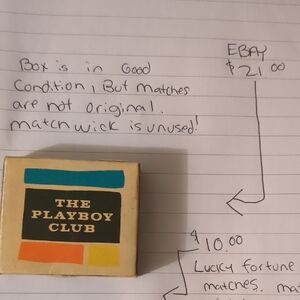 EBAY
$21.00
Box is in Good
Condition, But matches
are not original.
matchwick is unused!
THE
PLAYBOY
CLUB
$10.00
Lucky fortune
matches. mat